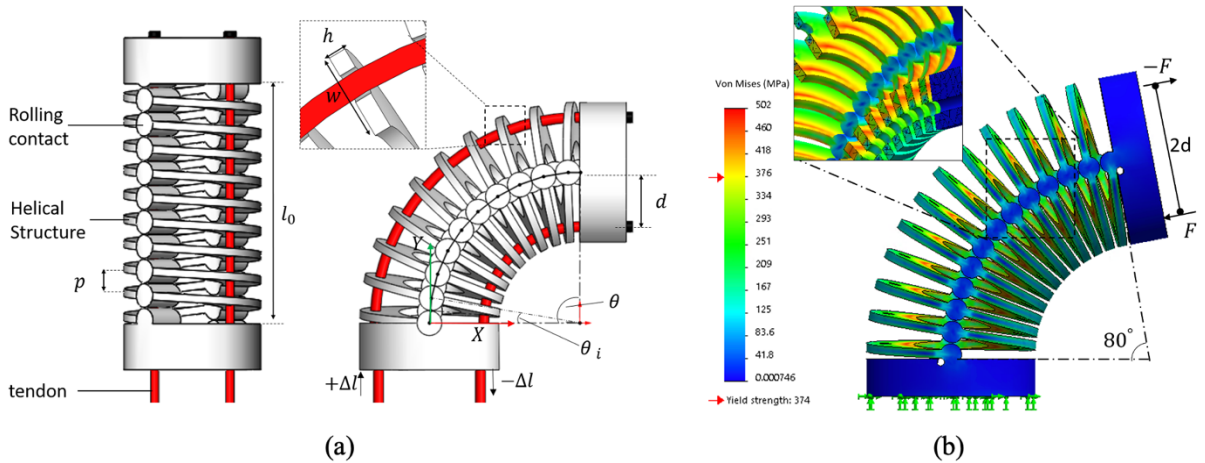 Rolling
contact
Helical
Structure
p
tendon
l₀
h
w
Y
X
d
θ
θ i
+Δl
−Δl
(a)
Von Mises (MPa)
502
460
418
376
335
293
251
209
167
125
83.6
41.8
0.000746
Yield strength: 374
−F
2d
F
80°
(b)